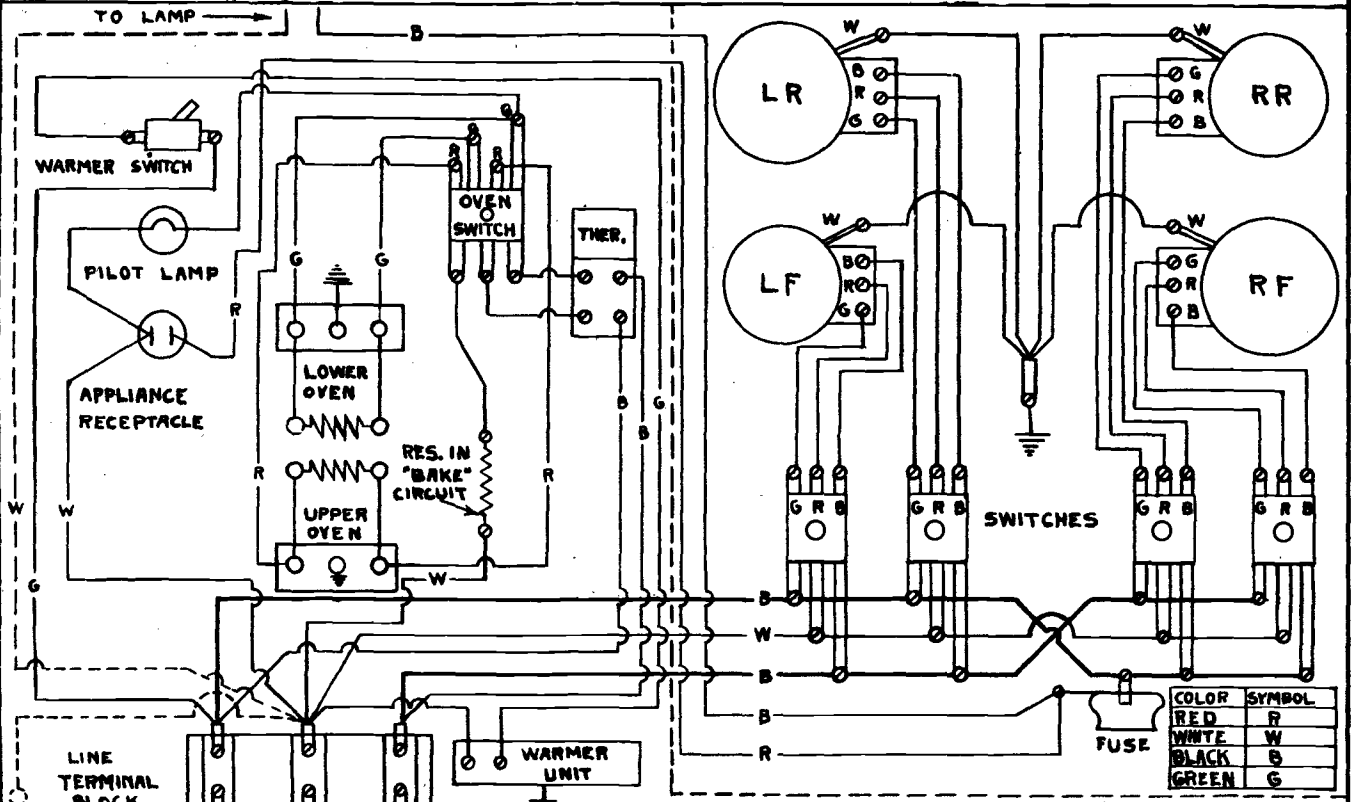 TO LAMP
B
W
W
LR
B
R
G
G
R
B
RR
G
B
R
R
WARMER SWITCH
OVEN
SWITCH
THER.
W
W
LF
B
R
G
G
R
B
RF
PILOT LAMP
G
G
R
LOWER
OVEN
APPLIANCE
RECEPTACLE
B
B
G
RES. IN
"BAKE"
CIRCUIT
R
R
UPPER
OVEN
W
W
G
W
G R B
G R B
SWITCHES
G R B
G R B
B
W
B
B
R
FUSE
COLOR SYMBOL
RED R
WHITE W
BLACK B
GREEN G
LINE
TERMINAL
BLOCK
WARMER
UNIT